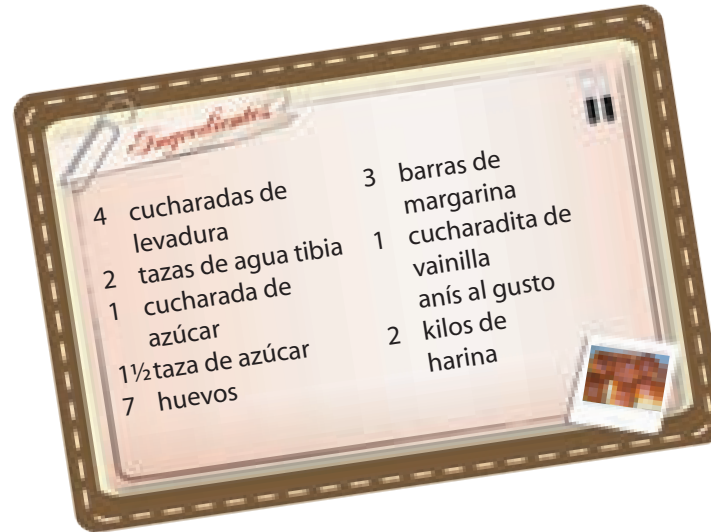 Ingredientes
4 cucharadas de
levadura
2 tazas de agua tibia
1 cucharada de
azúcar
1½ taza de azúcar
7 huevos
3 barras de
margarina
1 cucharadita de
vainilla
anís al gusto
2 kilos de
harina